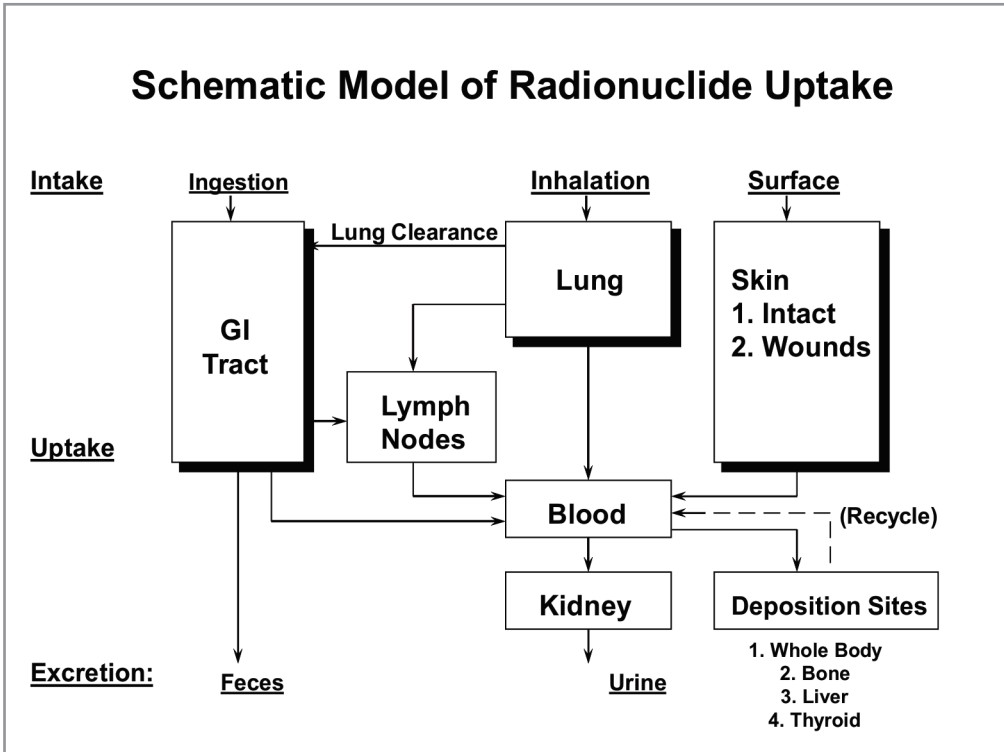 Schematic Model of Radionuclide Uptake
Intake
Ingestion
Inhalation
Surface
Lung Clearance
Lung
Skin
1. Intact
2. Wounds
GI
Tract
Lymph
Nodes
Uptake
Blood
(Recycle)
Kidney
Deposition Sites
1. Whole Body
2. Bone
3. Liver
4. Thyroid
Excretion:
Feces
Urine